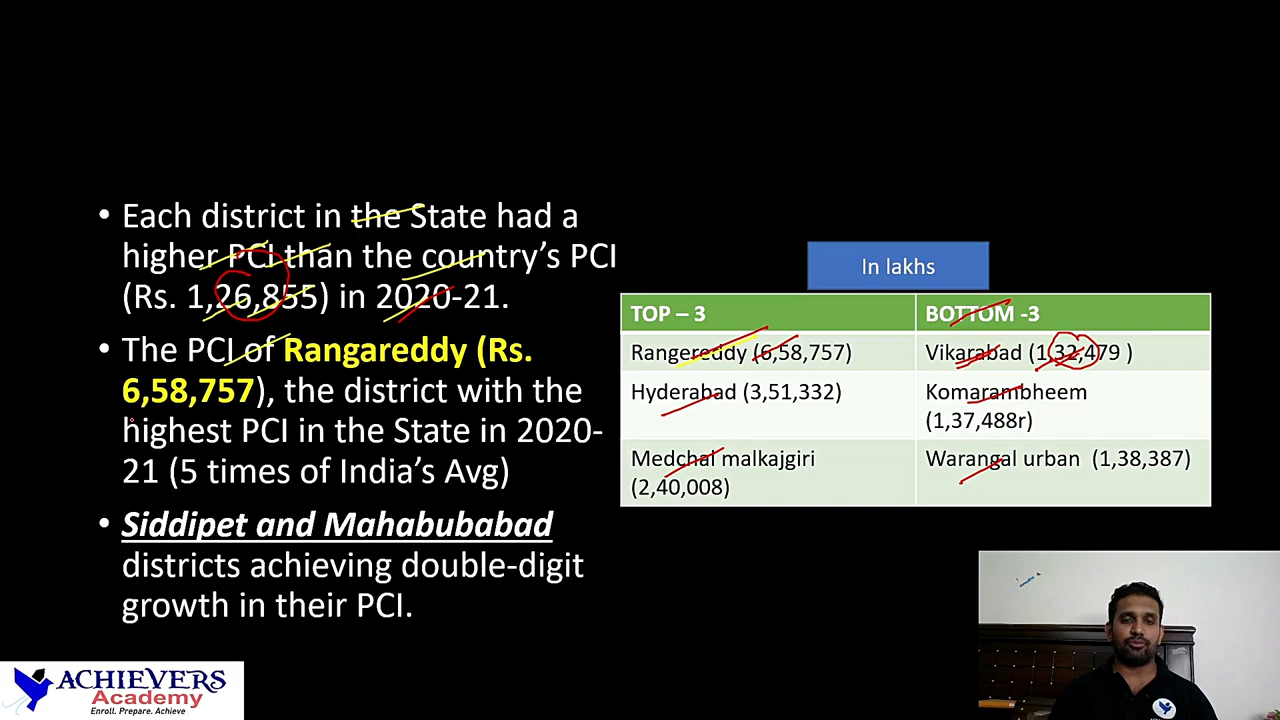 • Each district in the State had a
higher PCI than the country’s PCI
(Rs. 1,26,855) in 2020-21.
• The PCI of Rangareddy (Rs.
6,58,757), the district with the
highest PCI in the State in 2020-
21 (5 times of India’s Avg)
• Siddipet and Mahabubabad
districts achieving double-digit
growth in their PCI.
In lakhs
TOP – 3
BOTTOM -3
Rangereddy (6,58,757)
Vikarabad (1,32,479 )
Hyderabad (3,51,332)
Komarambheem
(1,37,488r)
Medchal malkajgiri
(2,40,008)
Warangal urban (1,38,387)
ACHIEVERS
Academy
Enroll. Prepare. Achieve